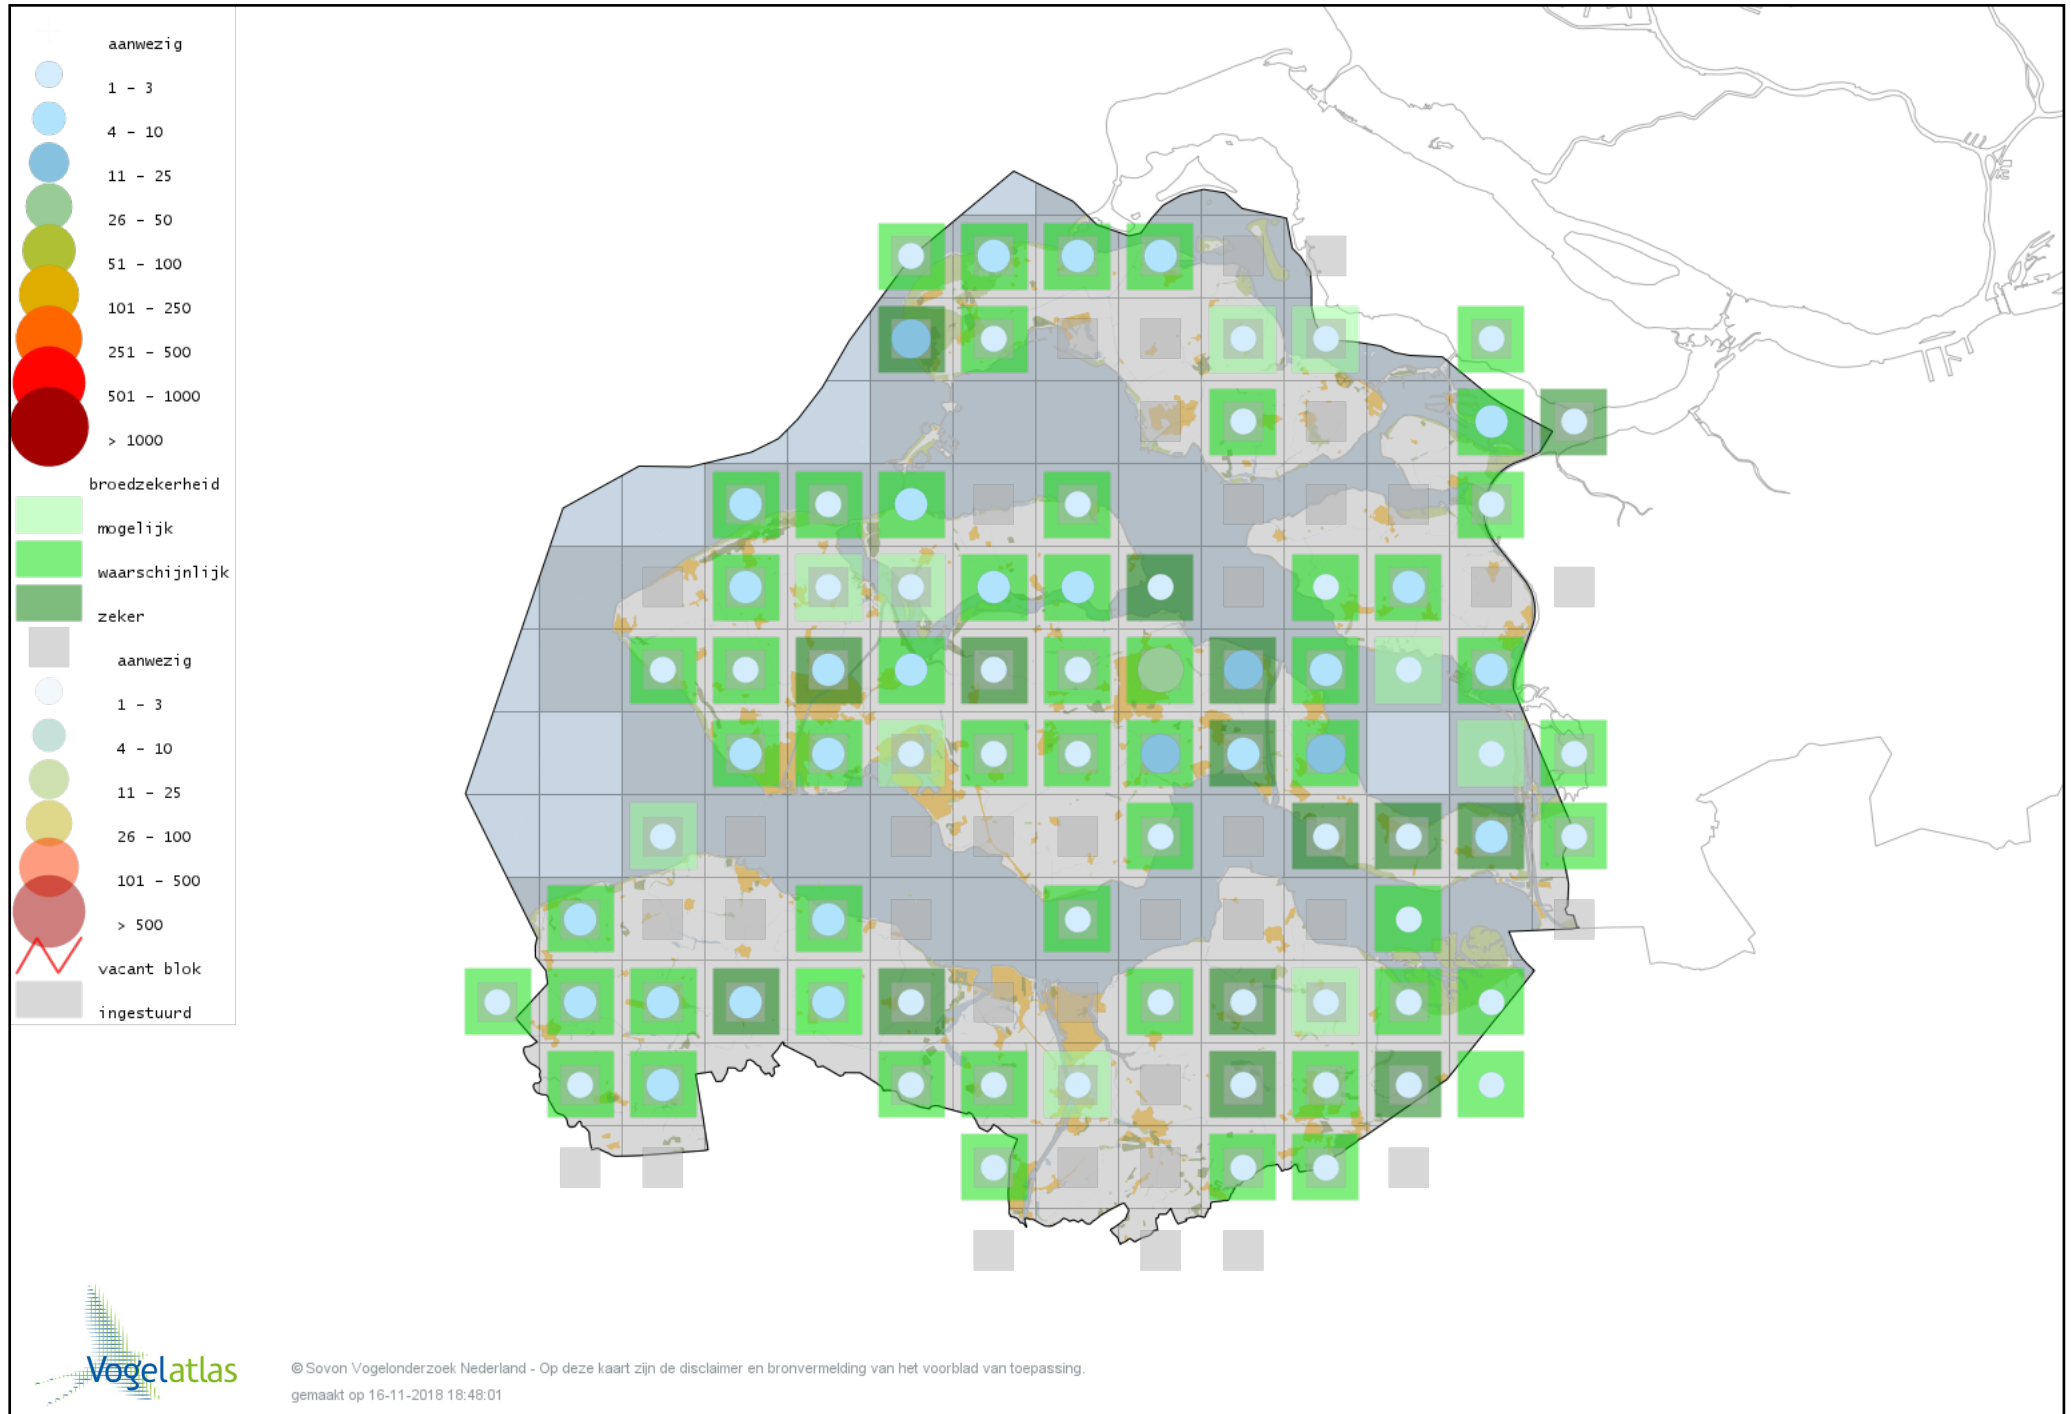 aanwezig
1 - 3
4 - 10
11 - 25
26 - 50
51 - 100
101 - 250
251 - 500
501 - 1000
> 1000
broedzekerheid
mogelijk
waarschijnlijk
zeker
aanwezig
1 - 3
4 - 10
11 - 25
26 - 100
101 - 500
> 500
vacant blok
ingestuurd
Vogelatlas
© Sovon Vogelonderzoek Nederland - Op deze kaart zijn de disclaimer en bronvermelding van het voorblad van toepassing.
gemaakt op 16-11-2018 18:48:01